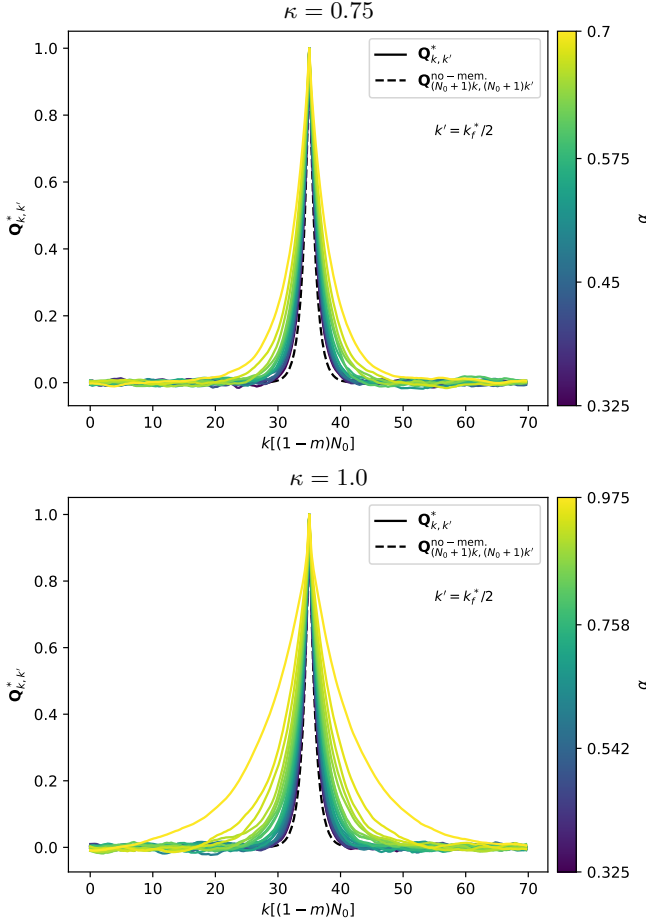 κ = 0.75
1.0
0.8
0.6
0.4
0.2
0.0
Q*_{k,k'}
0 10 20 30 40 50 60 70
k[(1 − m)N₀]
Q*_{k,k'}
Q^{no−mem.}_{(N₀+1)k,(N₀+1)k'}
k' = k_f*/2
0.7
0.575
0.45
0.325
α
κ = 1.0
1.0
0.8
0.6
0.4
0.2
0.0
Q*_{k,k'}
0 10 20 30 40 50 60 70
k[(1 − m)N₀]
Q*_{k,k'}
Q^{no−mem.}_{(N₀+1)k,(N₀+1)k'}
k' = k_f*/2
0.975
0.758
0.542
0.325
α